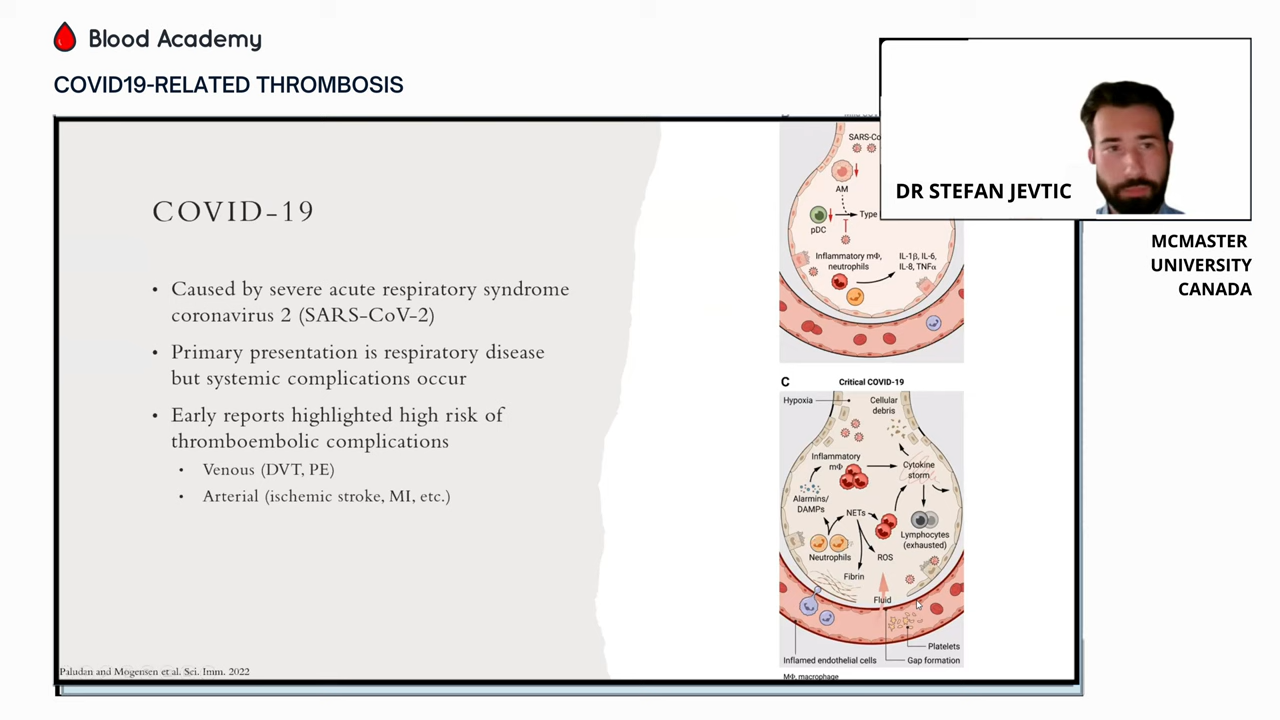 Blood Academy
COVID19-RELATED THROMBOSIS
DR STEFAN JEVTIC
MCMASTER
UNIVERSITY
CANADA
COVID-19
• Caused by severe acute respiratory syndrome
coronavirus 2 (SARS-CoV-2)
• Primary presentation is respiratory disease
but systemic complications occur
• Early reports highlighted high risk of
thromboembolic complications
• Venous (DVT, PE)
• Arterial (ischemic stroke, MI, etc.)
Paludan and Mogensen et al. Sci. Imm. 2022
AM
pDC
Type
Inflammatory mΦ,
neutrophils
IL-1β, IL-6,
IL-8, TNFα
C Critical COVID-19
Hypoxia
Cellular
debris
Inflammatory
mΦ
Cytokine
storm
Alarmins/
DAMPs
NETs
Lymphocytes
(exhausted)
Neutrophils
ROS
Fibrin
Fluid
Platelets
Inflamed endothelial cells
Gap formation
MΦ, macrophage